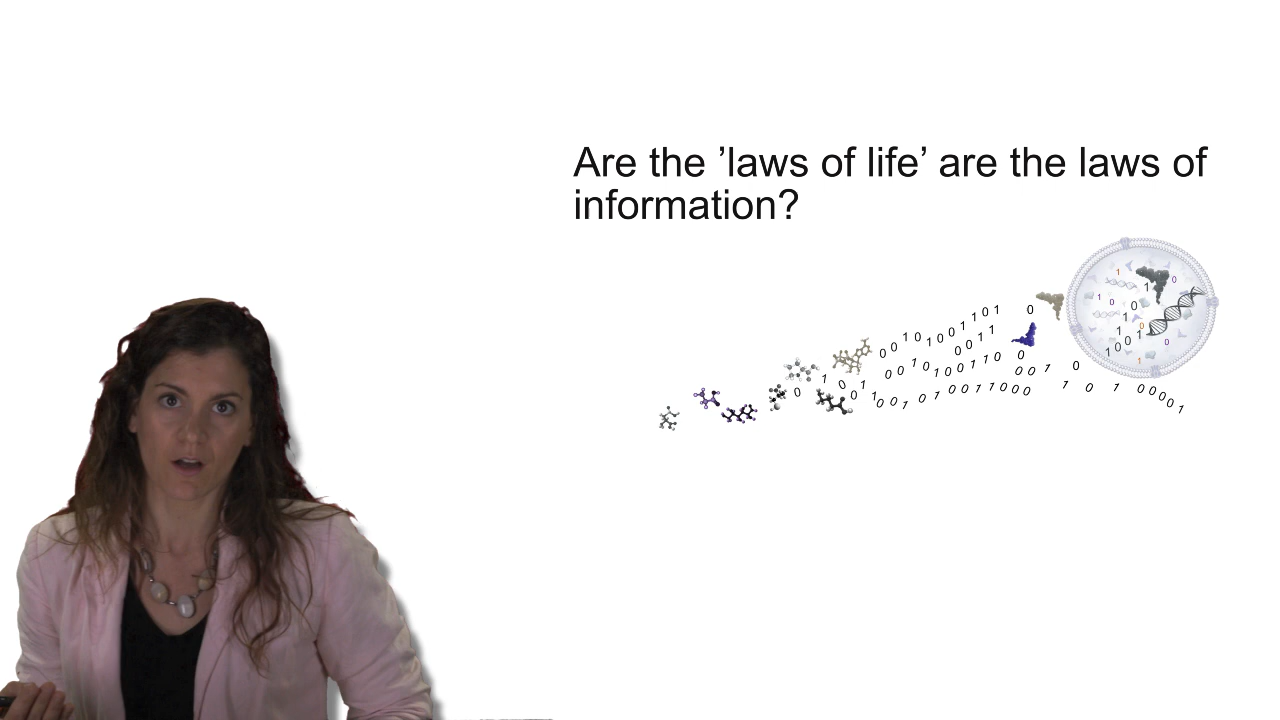 Are the ’laws of life’ are the laws of
information?